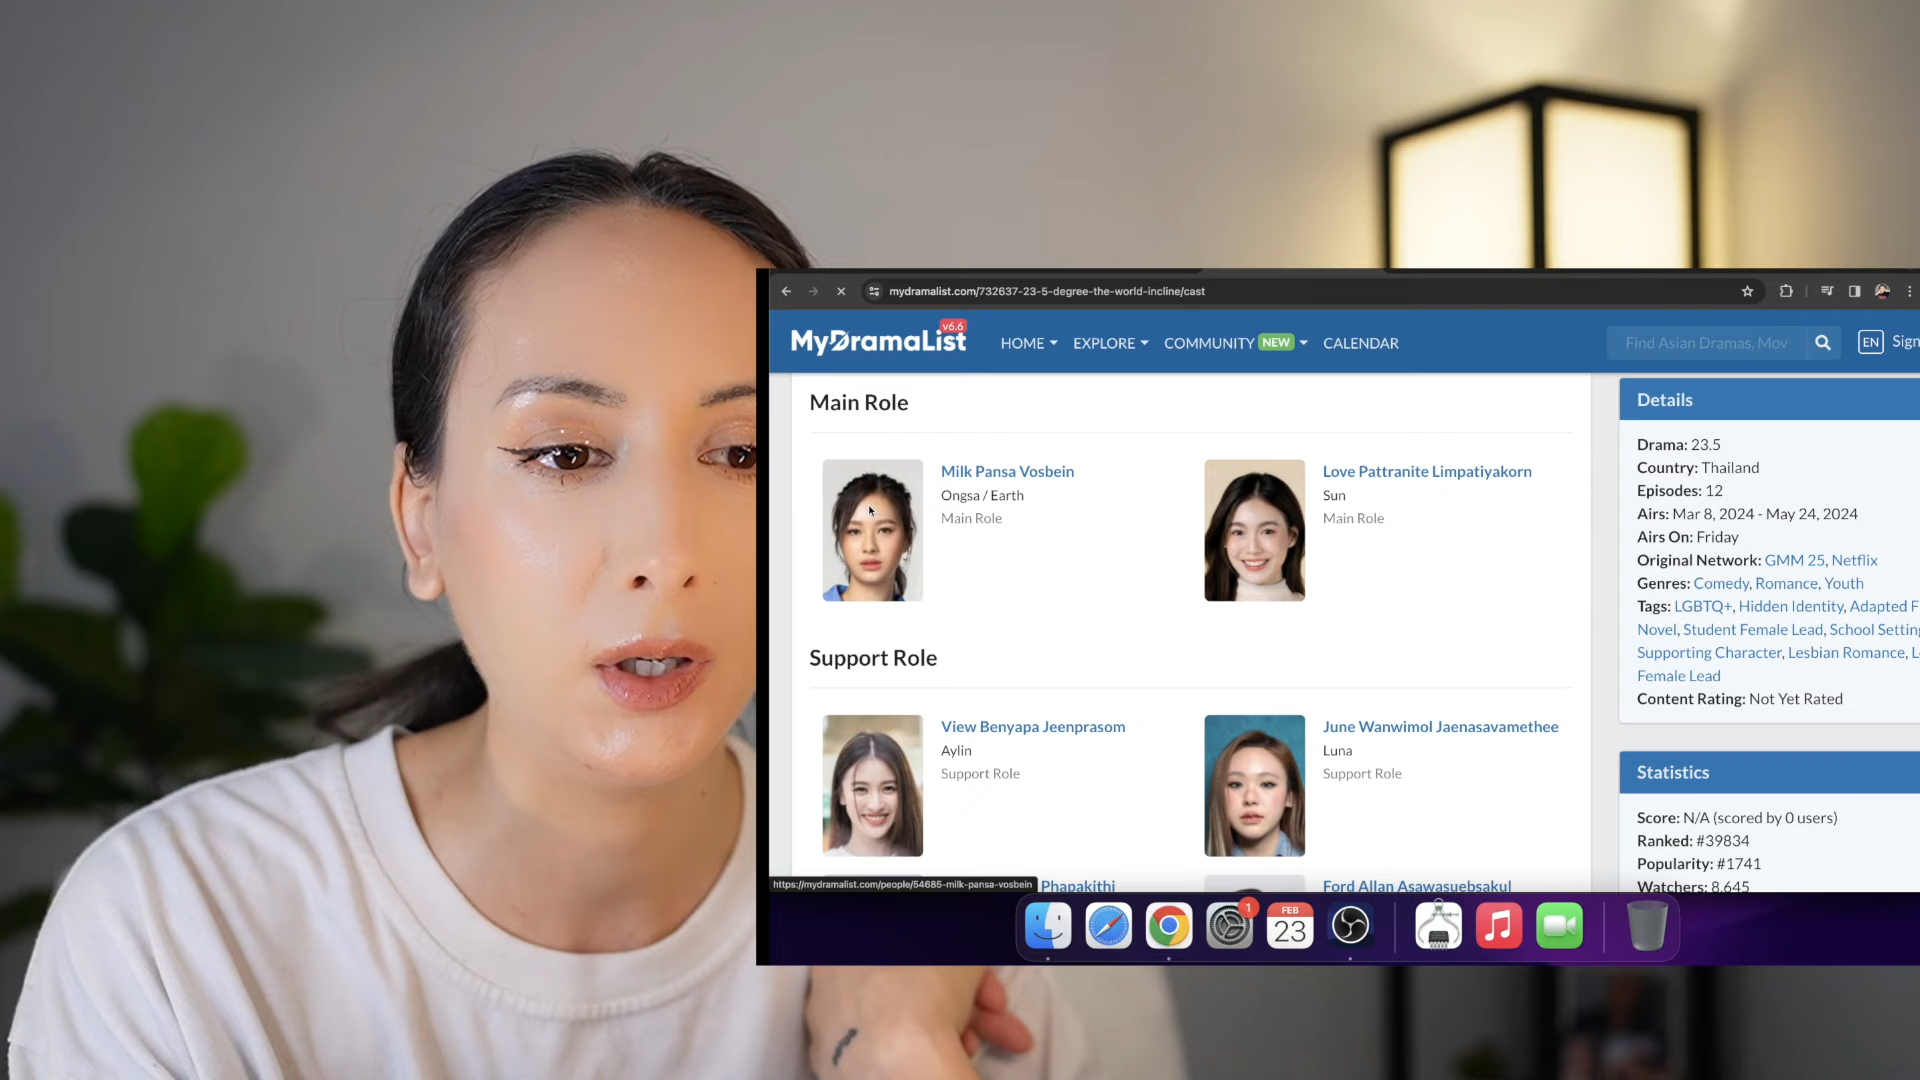 mydramalist.com/732637-23-5-degree-the-world-incline/cast
MyDramaList v6.6
HOME EXPLORE COMMUNITY NEW CALENDAR
Find Asian Dramas, Mov
EN Sign
Main Role
Milk Pansa Vosbein
Ongsa / Earth
Main Role
Love Pattranite Limpatiyakorn
Sun
Main Role
Support Role
View Benyapa Jeenprasom
Aylin
Support Role
June Wanwimol Jaenasavamethee
Luna
Support Role
Phapakithi
Ford Allan Asawasuebsakul
https://mydramalist.com/people/54685-milk-pansa-vosbein
Details
Drama: 23.5
Country: Thailand
Episodes: 12
Airs: Mar 8, 2024 - May 24, 2024
Airs On: Friday
Original Network: GMM 25, Netflix
Genres: Comedy, Romance, Youth
Tags: LGBTQ+, Hidden Identity, Adapted F
Novel, Student Female Lead, School Setting
Supporting Character, Lesbian Romance, L
Female Lead
Content Rating: Not Yet Rated
Statistics
Score: N/A (scored by 0 users)
Ranked: #39834
Popularity: #1741
Watchers: 8,645
1
FEB
23